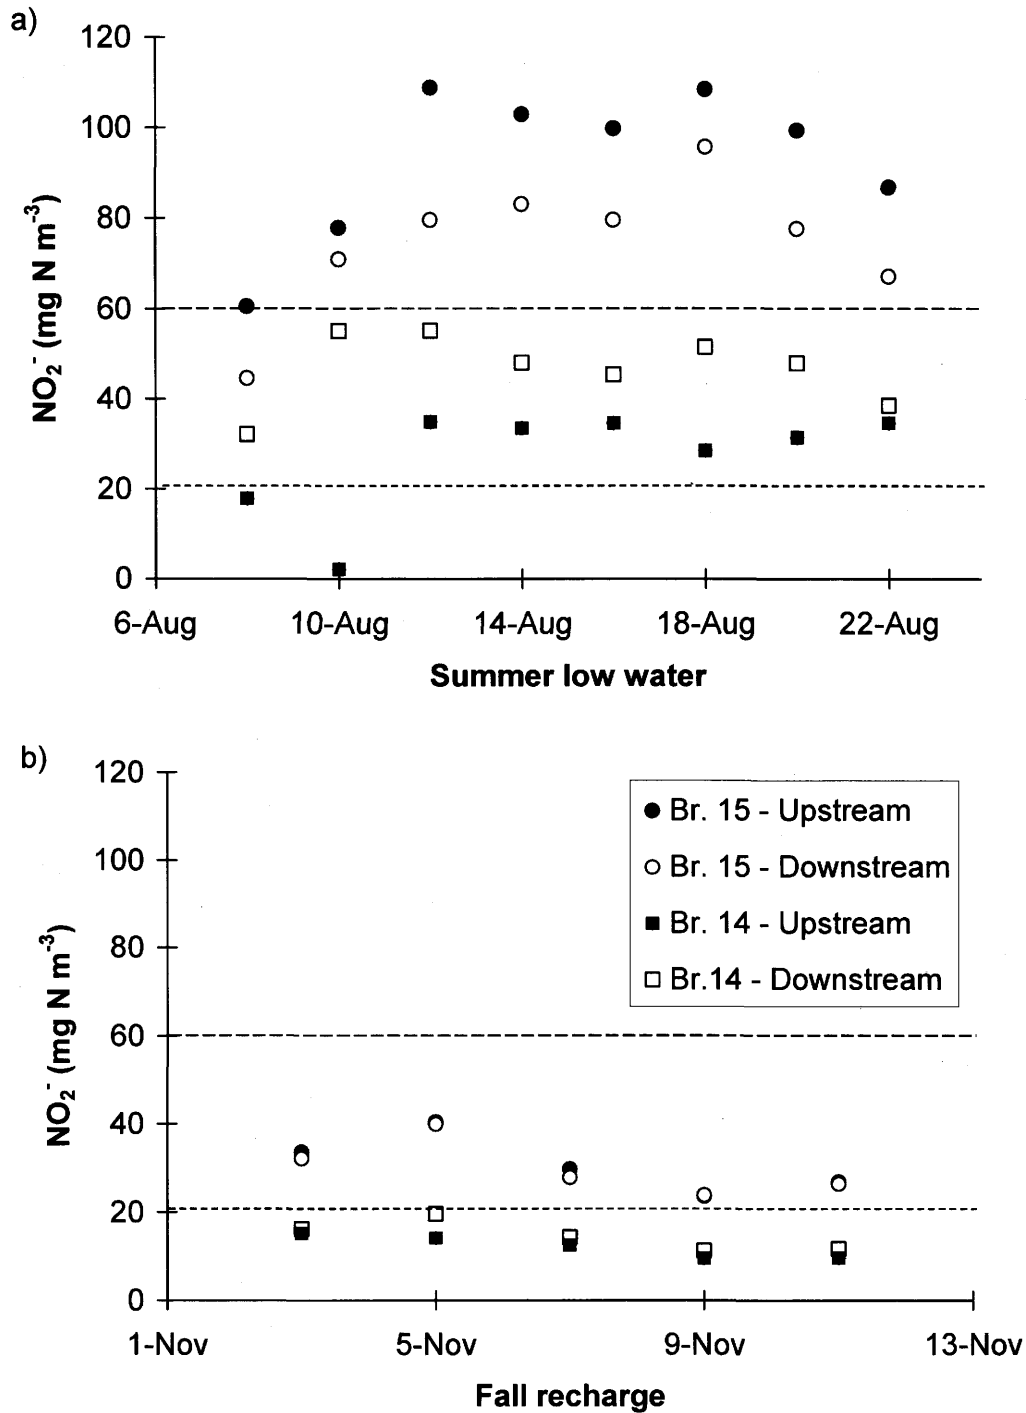 a)
120
100
80
60
40
20
0
NO₂⁻ (mg N m⁻³)
6-Aug 10-Aug 14-Aug 18-Aug 22-Aug
Summer low water
b)
120
100
80
60
40
20
0
NO₂⁻ (mg N m⁻³)
Br. 15 - Upstream
Br. 15 - Downstream
Br. 14 - Upstream
Br.14 - Downstream
1-Nov 5-Nov 9-Nov 13-Nov
Fall recharge